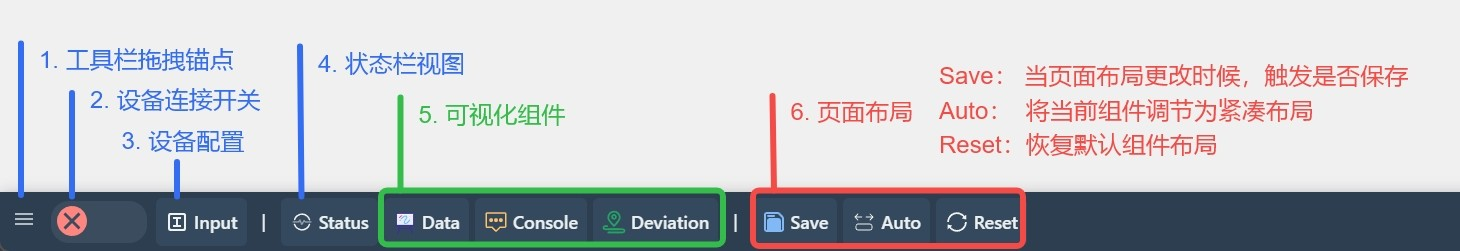 1. 工具栏拖拽锚点
2. 设备连接开关
3. 设备配置
4. 状态栏视图
5. 可视化组件
6. 页面布局
Save： 当页面布局更改时候，触发是否保存
Auto： 将当前组件调节为紧凑布局
Reset：恢复默认组件布局
Input | Status Data Console Deviation | Save Auto Reset